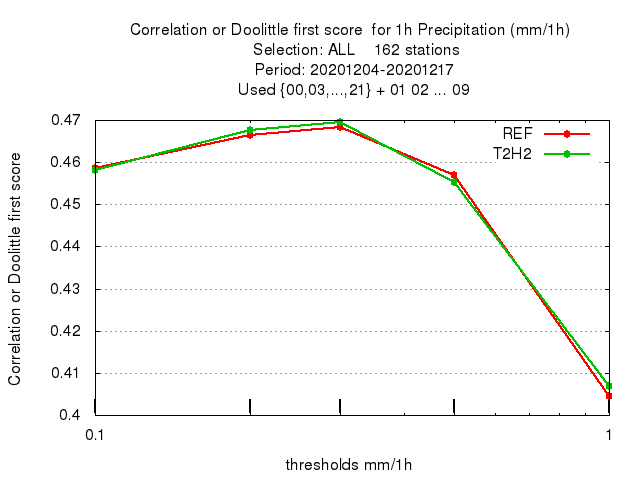 Correlation or Doolittle first score  for 1h Precipitation (mm/1h)
Selection: ALL    162 stations
Period: 20201204-20201217
Used {00,03,...,21} + 01 02 ... 09
REF
T2H2
Correlation or Doolittle first score
0.47
0.46
0.45
0.44
0.43
0.42
0.41
0.4
0.1
1
thresholds mm/1h